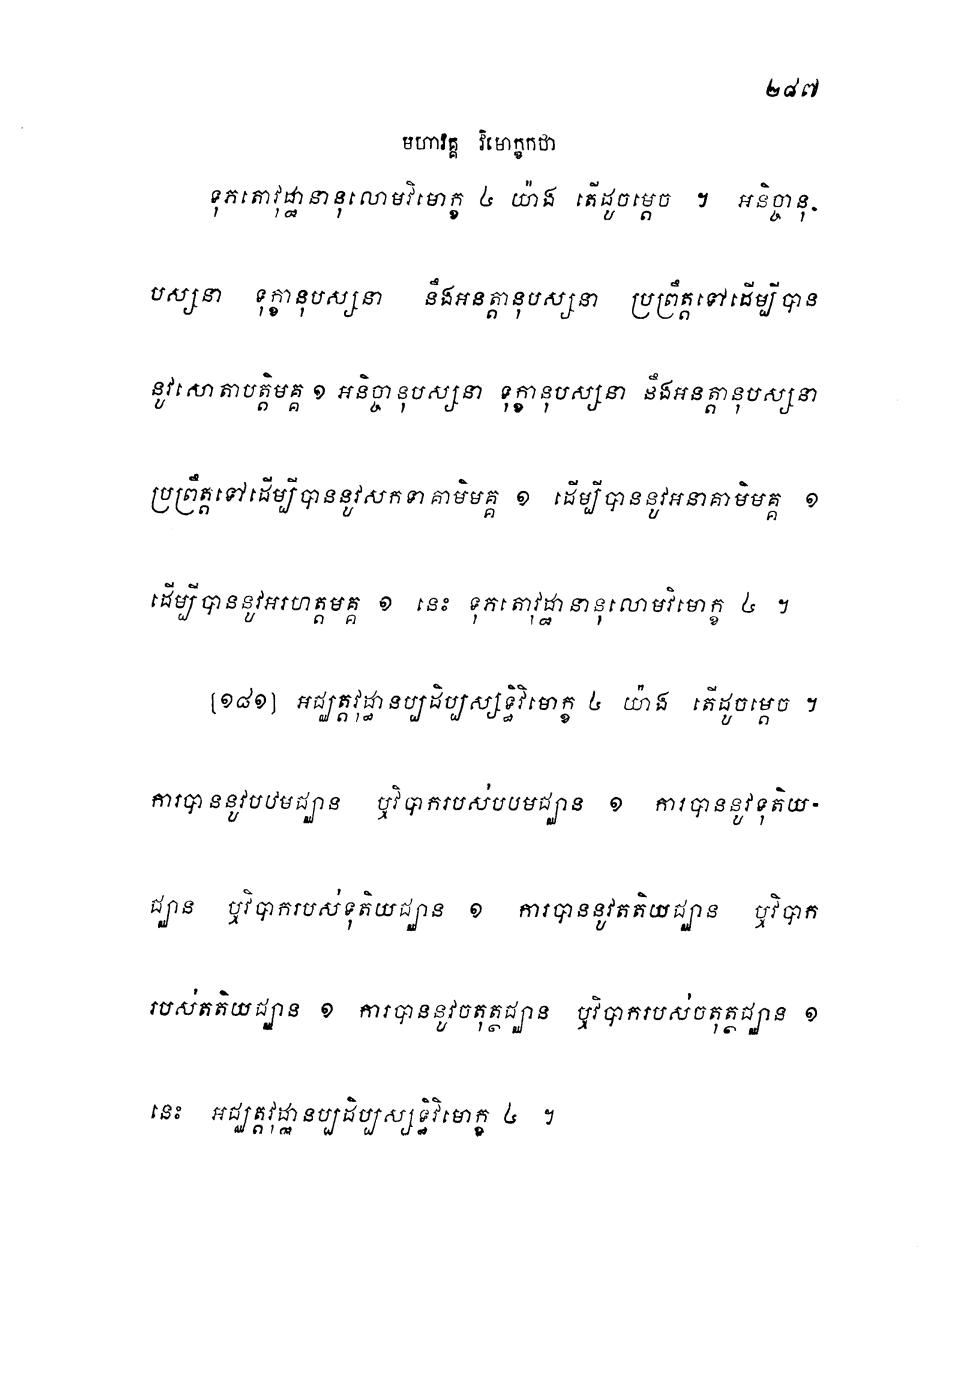 ២៨៧
មហាវគ្គ វិមោក្ខកថា
ទុភតោវុដ្ឋានានុលោមវិមោក្ខ ៤ យ៉ាង តើដូចម្តេច ។ អនិច្ចានុ-
បស្សនា ទុក្ខានុបស្សនា នឹងអនត្តានុបស្សនា ប្រព្រឹត្តទៅដើម្បីបាន
នូវសោតាបត្តិមគ្គ ១ អនិច្ចានុបស្សនា ទុក្ខានុបស្សនា នឹងអនត្តានុបស្សនា
ប្រព្រឹត្តទៅដើម្បីបាននូវសកទាគាមិមគ្គ ១ ដើម្បីបាននូវអនាគាមិមគ្គ ១
ដើម្បីបាននូវអរហត្តមគ្គ ១ នេះ ទុភតោវុដ្ឋានានុលោមវិមោក្ខ ៤ ។
[១៨១] អជ្ឈត្តវុដ្ឋានប្បដិប្បស្សទ្ធិវិមោក្ខ ៤ យ៉ាង តើដូចម្តេច ។
ការបាននូវបឋមជ្ឈាន ឬវិបាករបស់បឋមជ្ឈាន ១ ការបាននូវទុតិយ-
ជ្ឈាន ឬវិបាករបស់ទុតិយជ្ឈាន ១ ការបាននូវតតិយជ្ឈាន ឬវិបាក
របស់តតិយជ្ឈាន ១ ការបាននូវចតុត្ថជ្ឈាន ឬវិបាករបស់ចតុត្ថជ្ឈាន ១
នេះ អជ្ឈត្តវុដ្ឋានប្បដិប្បស្សទ្ធិវិមោក្ខ ៤ ។